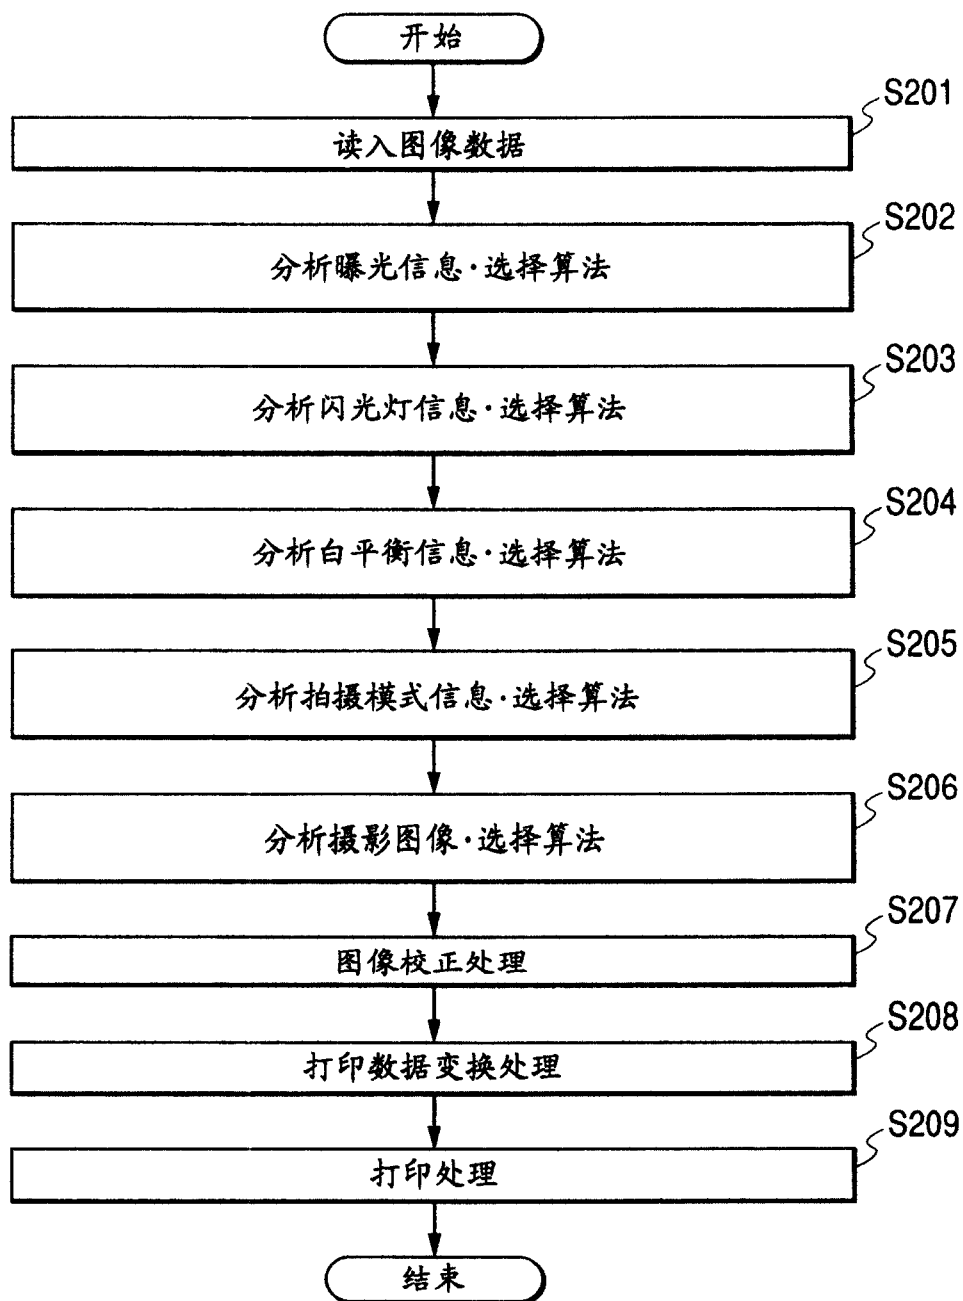 开始
S201
读入图像数据
S202
分析曝光信息·选择算法
S203
分析闪光灯信息·选择算法
S204
分析白平衡信息·选择算法
S205
分析拍摄模式信息·选择算法
S206
分析摄影图像·选择算法
S207
图像校正处理
S208
打印数据变换处理
S209
打印处理
结束